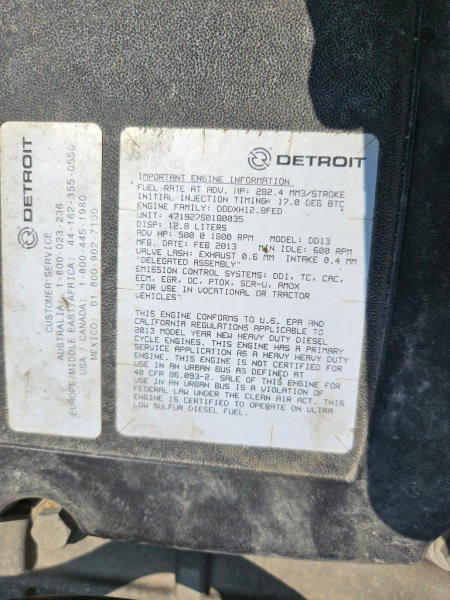 DETROIT
CUSTOMER SERVICE
AUSTRALIA: 1-800-023-236
EUROPE/MIDDLE EAST/AFRICA: 44-162-355-0550
USA, CANADA: 1-800-445-1980
MEXICO: 01-800-902-7100
DETROIT
IMPORTANT ENGINE INFORMATION
FUEL RATE AT ADV. HP: 282.4 MM3/STROKE
INITIAL INJECTION TIMING: 17.0 DEG BTC
ENGINE FAMILY: DDDXH12.8FED
UNIT: 471927S0180035
DISP: 12.8 LITERS
ADV HP: 500 @ 1800 RPM MODEL: DD13
MFG. DATE: FEB 2013 MIN IDLE: 600 RPM
VALVE LASH: EXHAUST 0.6 MM INTAKE 0.4 MM
"DELEGATED ASSEMBLY"
EMISSION CONTROL SYSTEMS: DDI, TC, CAC,
ECM, EGR, OC, PTOX, SCR-U, AMOX
"FOR USE IN VOCATIONAL OR TRACTOR
VEHICLES"
THIS ENGINE CONFORMS TO U.S. EPA AND
CALIFORNIA REGULATIONS APPLICABLE TO
2013 MODEL YEAR NEW HEAVY DUTY DIESEL
CYCLE ENGINES. THIS ENGINE HAS A PRIMARY
SERVICE APPLICATION AS A HEAVY HEAVY DUTY
ENGINE. THIS ENGINE IS NOT CERTIFIED FOR
USE IN AN URBAN BUS AS DEFINED AT
40 CFR 86.093-2. SALE OF THIS ENGINE FOR
USE IN AN URBAN BUS IS A VIOLATION OF
FEDERAL LAW UNDER THE CLEAN AIR ACT. THIS
ENGINE IS CERTIFIED TO OPERATE ON ULTRA
LOW SULFUR DIESEL FUEL.